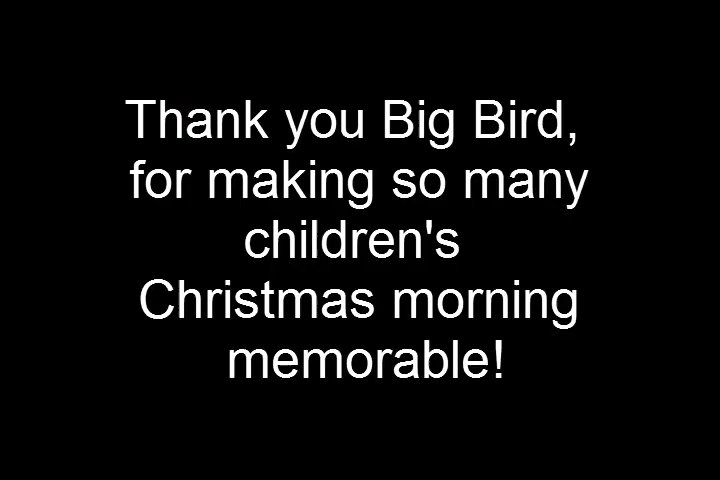 Thank you Big Bird,
for making so many
children's
Christmas morning
memorable!